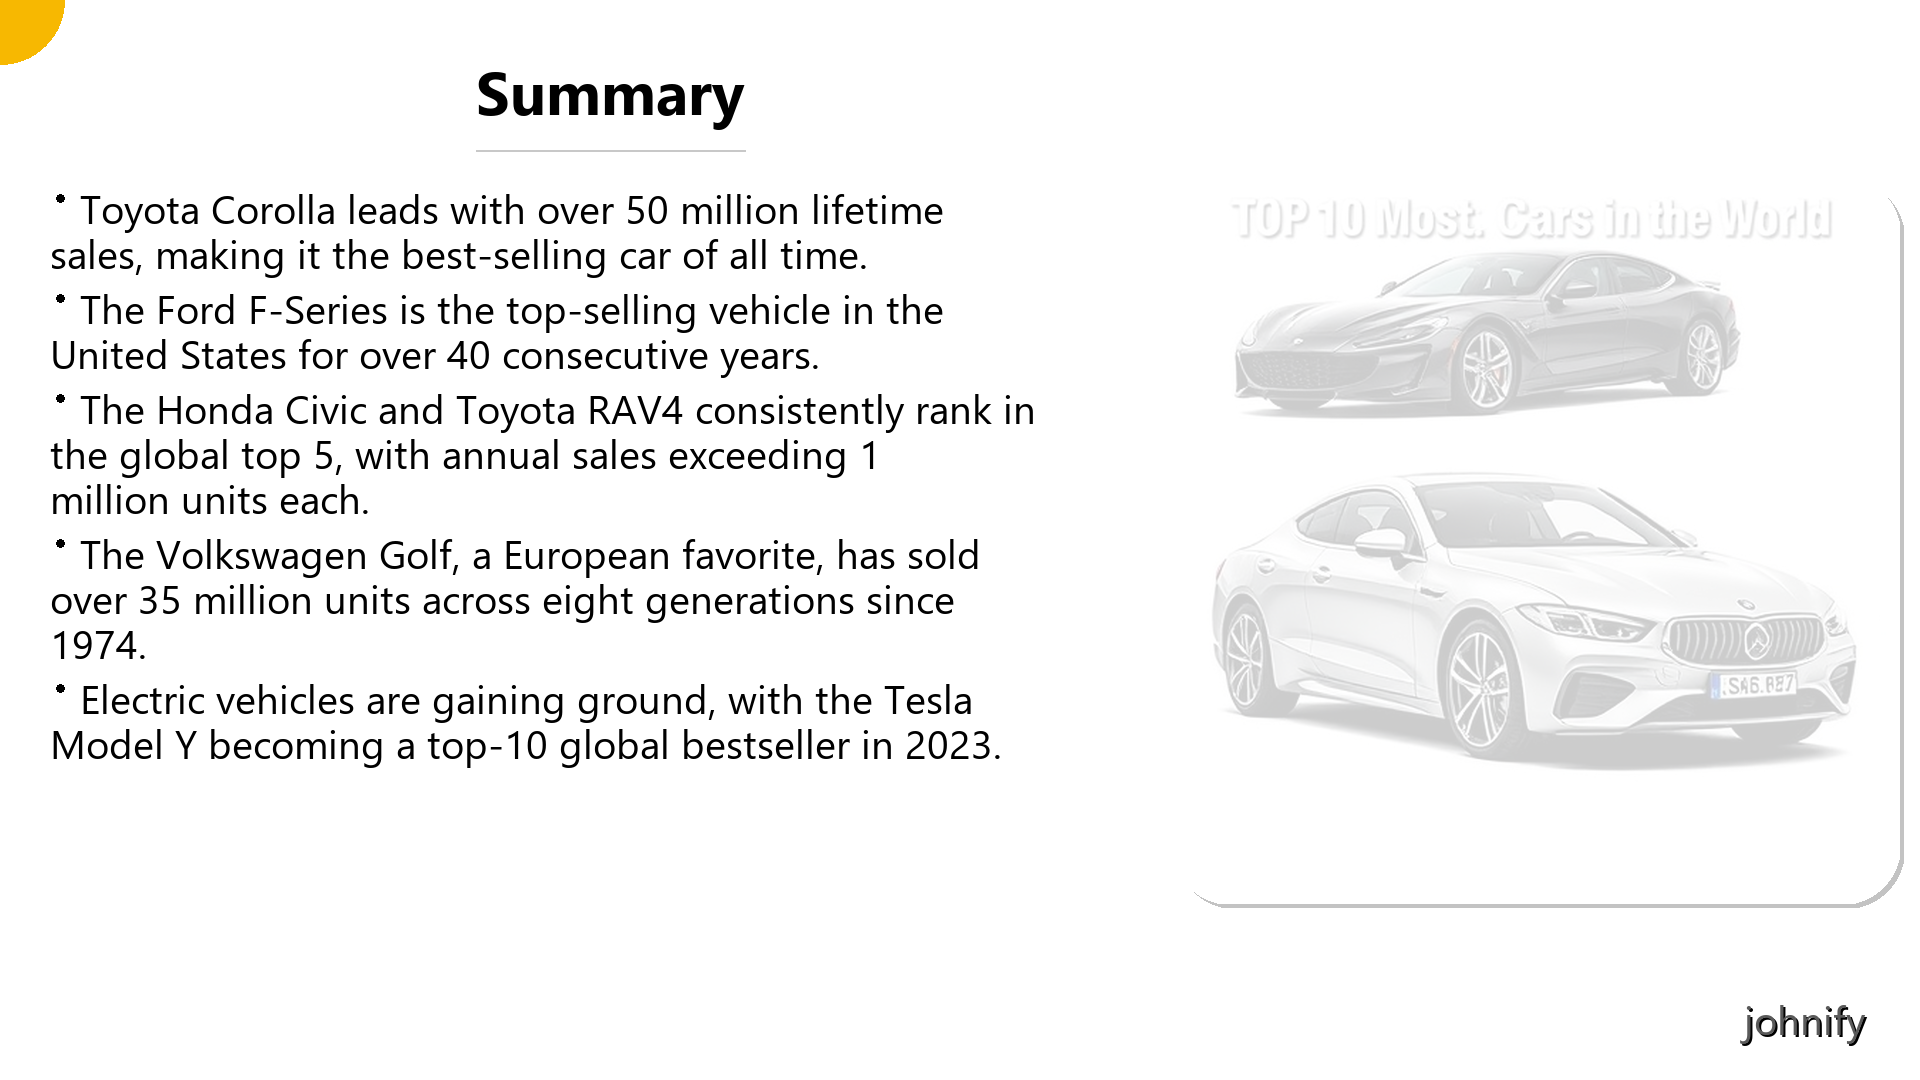 Summary
• Toyota Corolla leads with over 50 million lifetime
sales, making it the best-selling car of all time.
• The Ford F-Series is the top-selling vehicle in the
United States for over 40 consecutive years.
• The Honda Civic and Toyota RAV4 consistently rank in
the global top 5, with annual sales exceeding 1
million units each.
• The Volkswagen Golf, a European favorite, has sold
over 35 million units across eight generations since
1974.
• Electric vehicles are gaining ground, with the Tesla
Model Y becoming a top-10 global bestseller in 2023.
TOP 10 Most. Cars in the World
johnify